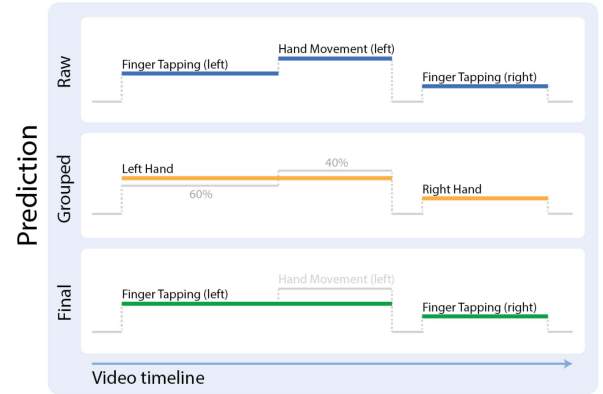 Prediction
Raw
Finger Tapping (left)
Hand Movement (left)
Finger Tapping (right)
Grouped
Left Hand
40%
60%
Right Hand
Final
Hand Movement (left)
Finger Tapping (left)
Finger Tapping (right)
Video timeline